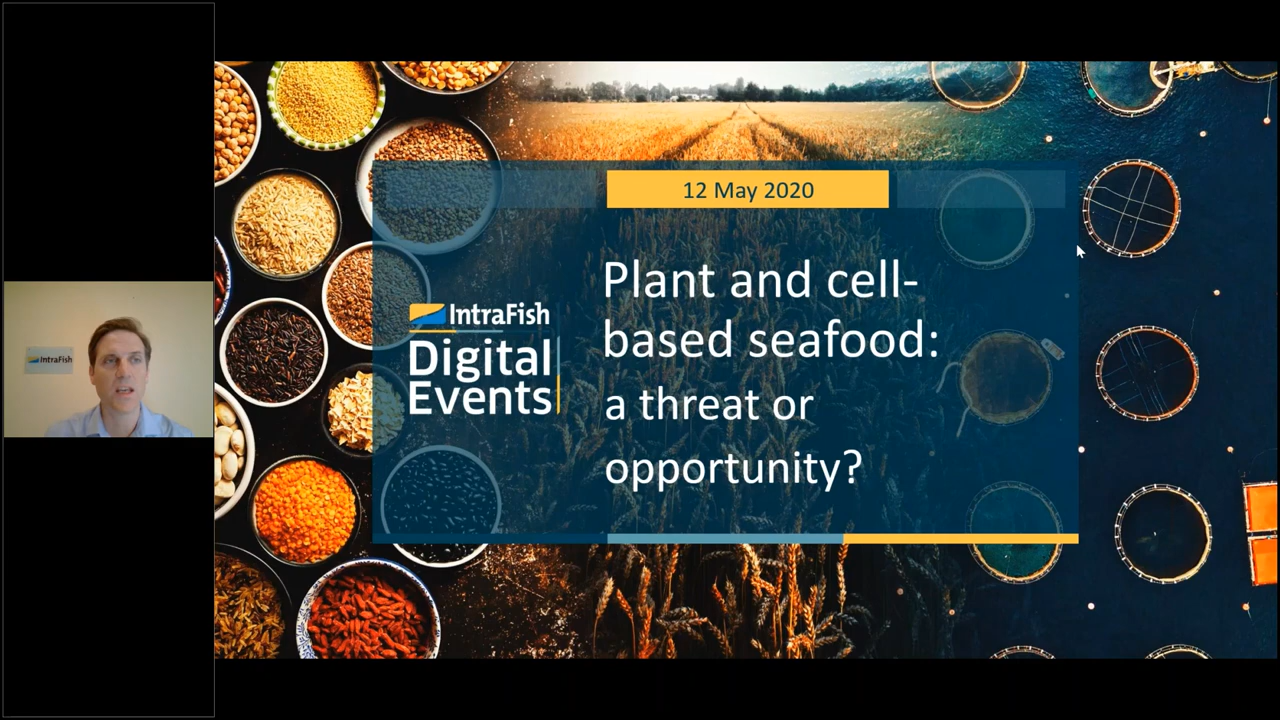 12 May 2020
Plant and cell-
based seafood:
a threat or
opportunity?
IntraFish
Digital
Events
IntraFish